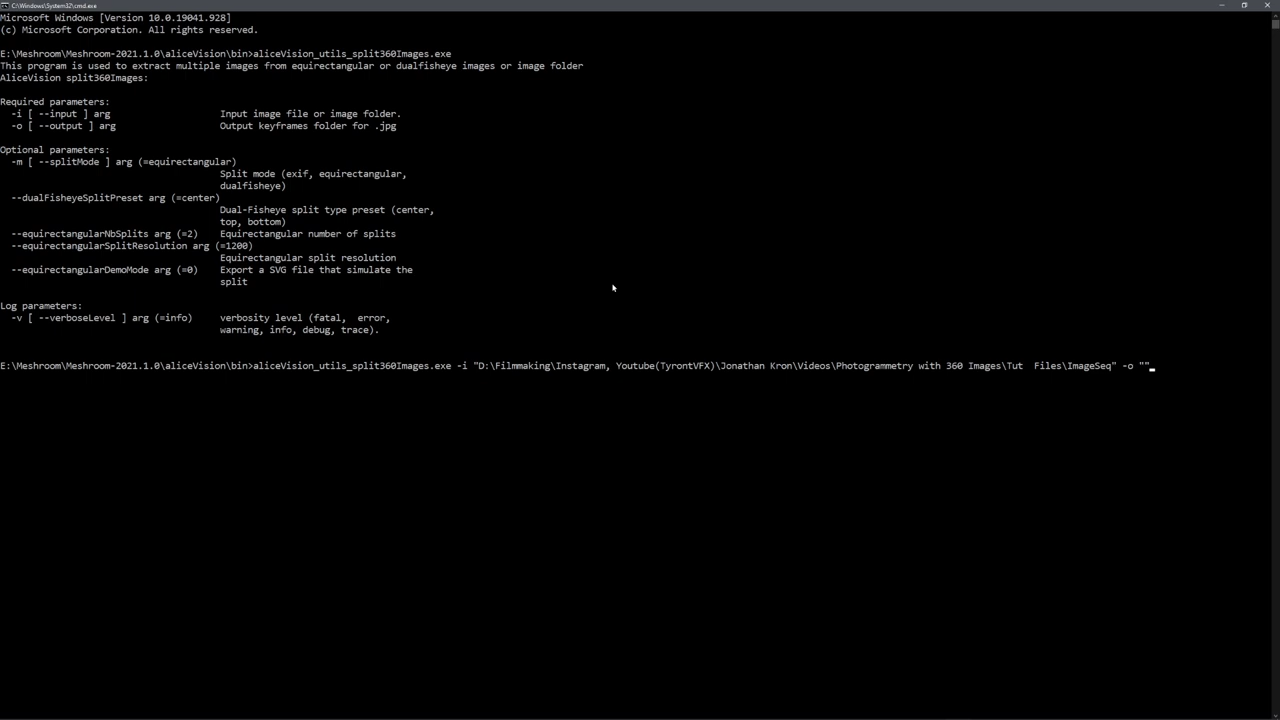 C:\Windows\System32\cmd.exe
Microsoft Windows [Version 10.0.19041.928]
(c) Microsoft Corporation. All rights reserved.
E:\Meshroom\Meshroom-2021.1.0\aliceVision\bin>aliceVision_utils_split360Images.exe
This program is used to extract multiple images from equirectangular or dualfisheye images or image folder
AliceVision split360Images:
Required parameters:
-i [ --input ] arg Input image file or image folder.
-o [ --output ] arg Output keyframes folder for .jpg
Optional parameters:
-m [ --splitMode ] arg (=equirectangular)
Split mode (exif, equirectangular,
dualfisheye)
--dualFisheyeSplitPreset arg (=center)
Dual-Fisheye split type preset (center,
top, bottom)
--equirectangularNbSplits arg (=2) Equirectangular number of splits
--equirectangularSplitResolution arg (=1200)
Equirectangular split resolution
--equirectangularDemoMode arg (=0) Export a SVG file that simulate the
split
Log parameters:
-v [ --verboseLevel ] arg (=info) verbosity level (fatal, error,
warning, info, debug, trace).
E:\Meshroom\Meshroom-2021.1.0\aliceVision\bin>aliceVision_utils_split360Images.exe -i "D:\Filmmaking\Instagram, Youtube(TyrontVFX)\Jonathan Kron\Videos\Photogrammetry with 360 Images\Tut  Files\ImageSeq" -o ""